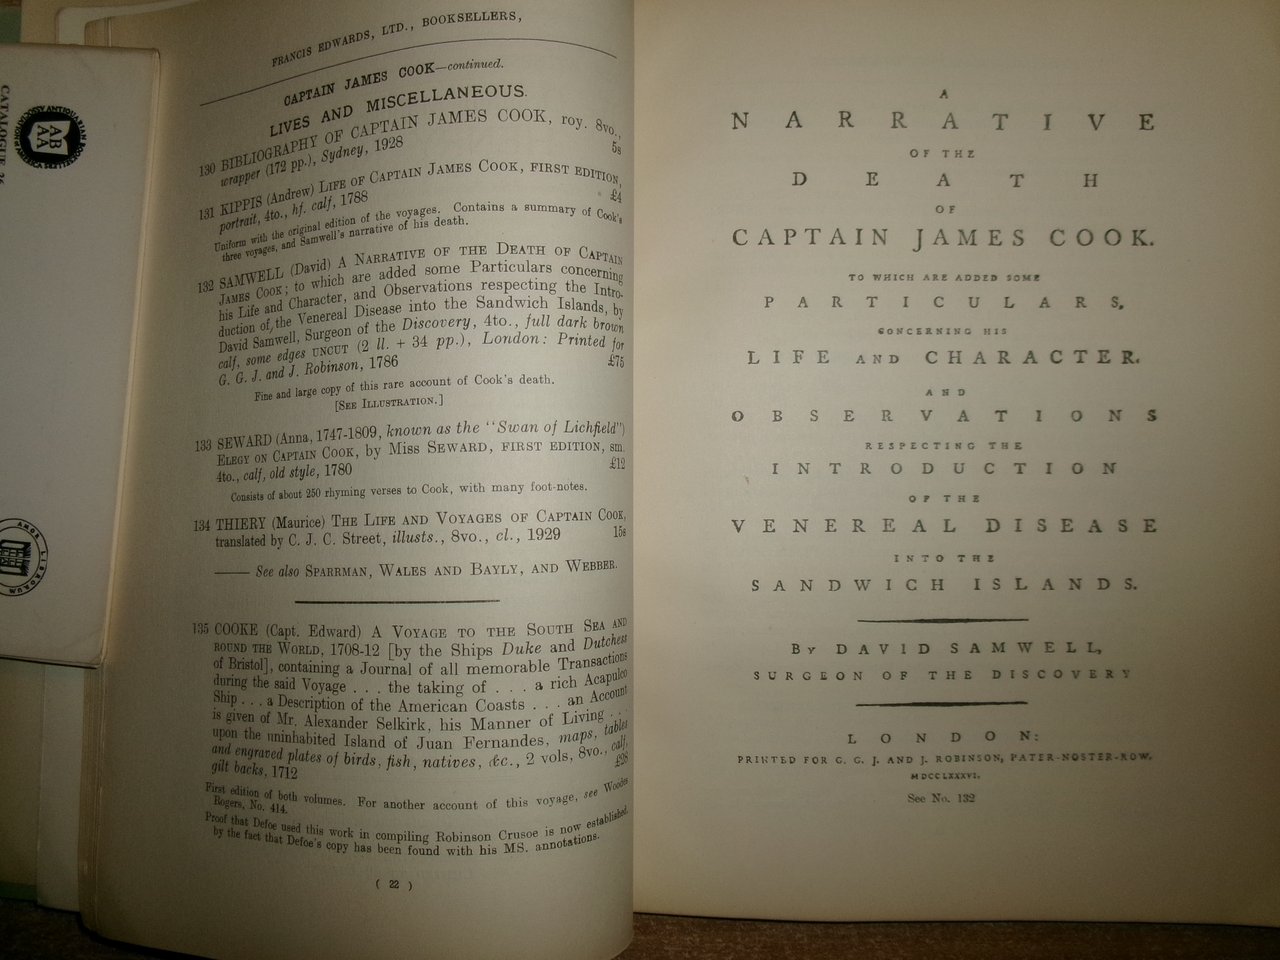 CATALOGUE 26
ANTIQUARIAN BOOKSELLERS ASSOCIATION
AB
AA
AMOR LIBRORUM
FRANCIS EDWARDS, LTD., BOOKSELLERS,
CAPTAIN JAMES COOK—continued.
LIVES AND MISCELLANEOUS.
130 BIBLIOGRAPHY OF CAPTAIN JAMES COOK, roy. 8vo.,
wrapper (172 pp.), Sydney, 1928 5s
131 KIPPIS (Andrew) LIFE OF CAPTAIN JAMES COOK, FIRST EDITION,
portrait, 4to., hf. calf, 1788 £4
Uniform with the original edition of the voyages. Contains a summary of Cook's
three voyages, and Samwell's narrative of his death.
132 SAMWELL (David) A NARRATIVE OF THE DEATH OF CAPTAIN
JAMES COOK; to which are added some Particulars concerning
his Life and Character, and Observations respecting the Intro-
duction of, the Venereal Disease into the Sandwich Islands, by
David Samwell, Surgeon of the Discovery, 4to., full dark brown
calf, some edges UNCUT (2 ll. + 34 pp.), London: Printed for
G. G. J. and J. Robinson, 1786 £75
Fine and large copy of this rare account of Cook's death.
[SEE ILLUSTRATION.]
133 SEWARD (Anna, 1747-1809, known as the "Swan of Lichfield")
ELEGY ON CAPTAIN COOK, by MISS SEWARD, FIRST EDITION, sm.
4to., calf, old style, 1780 £12
Consists of about 250 rhyming verses to Cook, with many foot-notes.
134 THIERY (Maurice) THE LIFE AND VOYAGES OF CAPTAIN COOK,
translated by C. J. C. Street, illusts., 8vo., cl., 1929 15s
—— See also SPARRMAN, WALES AND BAYLY, AND WEBBER.
135 COOKE (Capt. Edward) A VOYAGE TO THE SOUTH SEA AND
ROUND THE WORLD, 1708-12 [by the Ships Duke and Dutchess
of Bristol], containing a Journal of all memorable Transactions
during the said Voyage . . . the taking of . . . a rich Acapulco
Ship . . . a Description of the American Coasts . . . an Account
is given of Mr. Alexander Selkirk, his Manner of Living . . .
upon the uninhabited Island of Juan Fernandes, maps, tables
and engraved plates of birds, fish, natives, &c., 2 vols, 8vo., calf,
gilt backs, 1712 £28
First edition of both volumes. For another account of this voyage, see Woodes
Rogers, No. 414.
Proof that Defoe used this work in compiling Robinson Crusoe is now established,
by the fact that Defoe's copy has been found with his MS. annotations.
( 22 )
A
NARRATIVE
OF THE
DEATH
OF
CAPTAIN JAMES COOK.
TO WHICH ARE ADDED SOME
PARTICULARS,
CONCERNING HIS
LIFE AND CHARACTER.
AND
OBSERVATIONS
RESPECTING THE
INTRODUCTION
OF THE
VENEREAL DISEASE
INTO THE
SANDWICH ISLANDS.
BY DAVID SAMWELL,
SURGEON OF THE DISCOVERY
LONDON:
PRINTED FOR G. G. J. AND J. ROBINSON, PATER-NOSTER-ROW.
MDCCLXXXVI.
See No. 132